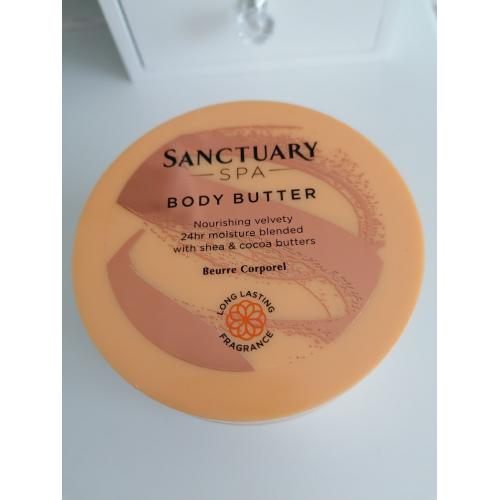 SANCTUARY
SPA
BODY BUTTER
Nourishing velvety
24hr moisture blended
with shea & cocoa butters
Beurre Corporel
LONG LASTING
FRAGRANCE